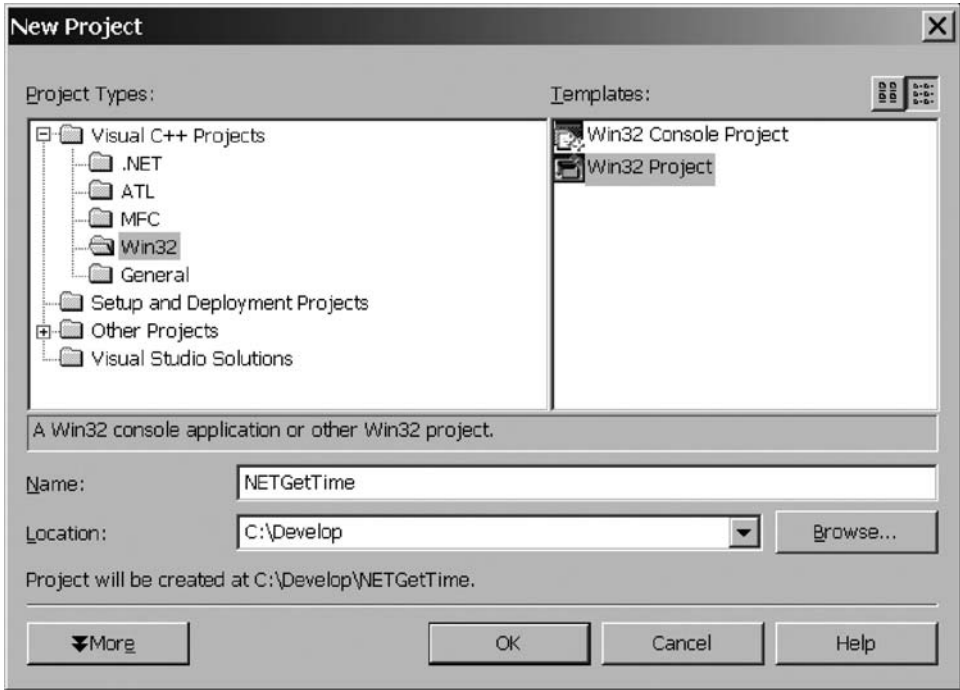 New Project
Project Types:
Templates:
Visual C++ Projects
.NET
ATL
MFC
Win32
General
Setup and Deployment Projects
Other Projects
Visual Studio Solutions
Win32 Console Project
Win32 Project
A Win32 console application or other Win32 project.
Name:
NETGetTime
Location:
C:\Develop
Browse...
Project will be created at C:\Develop\NETGetTime.
More
OK
Cancel
Help